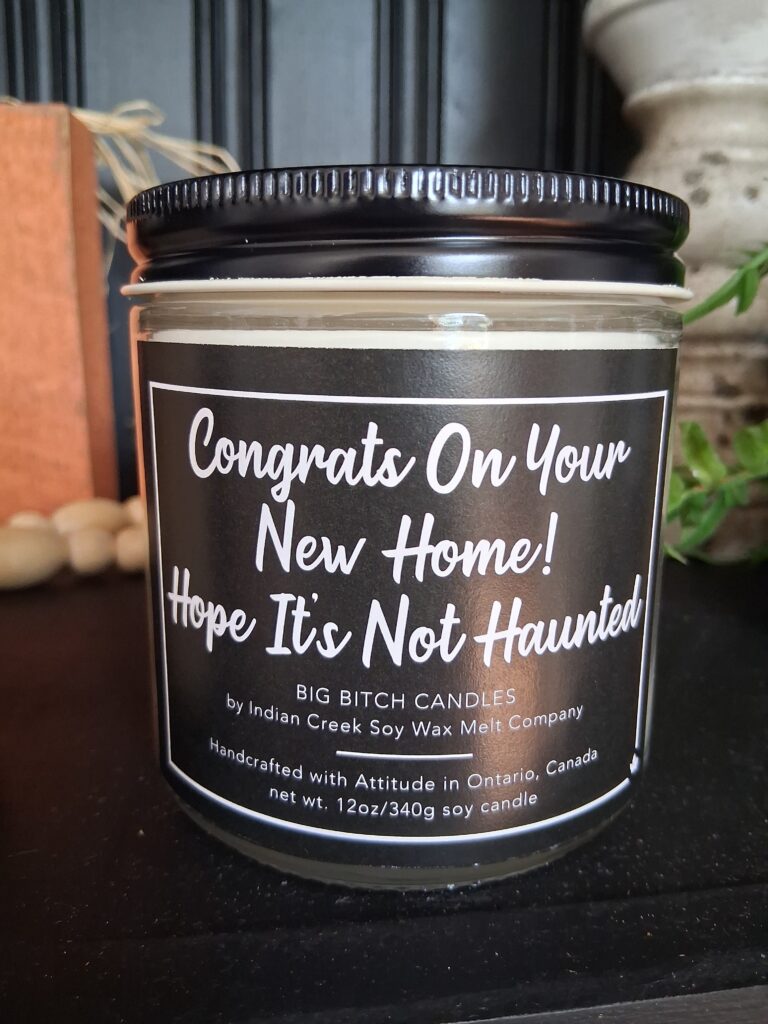 Congrats On Your
New Home!
Hope It's Not Haunted
BIG BITCH CANDLES
by Indian Creek Soy Wax Melt Company
Handcrafted with Attitude in Ontario, Canada
net wt. 12oz/340g soy candle